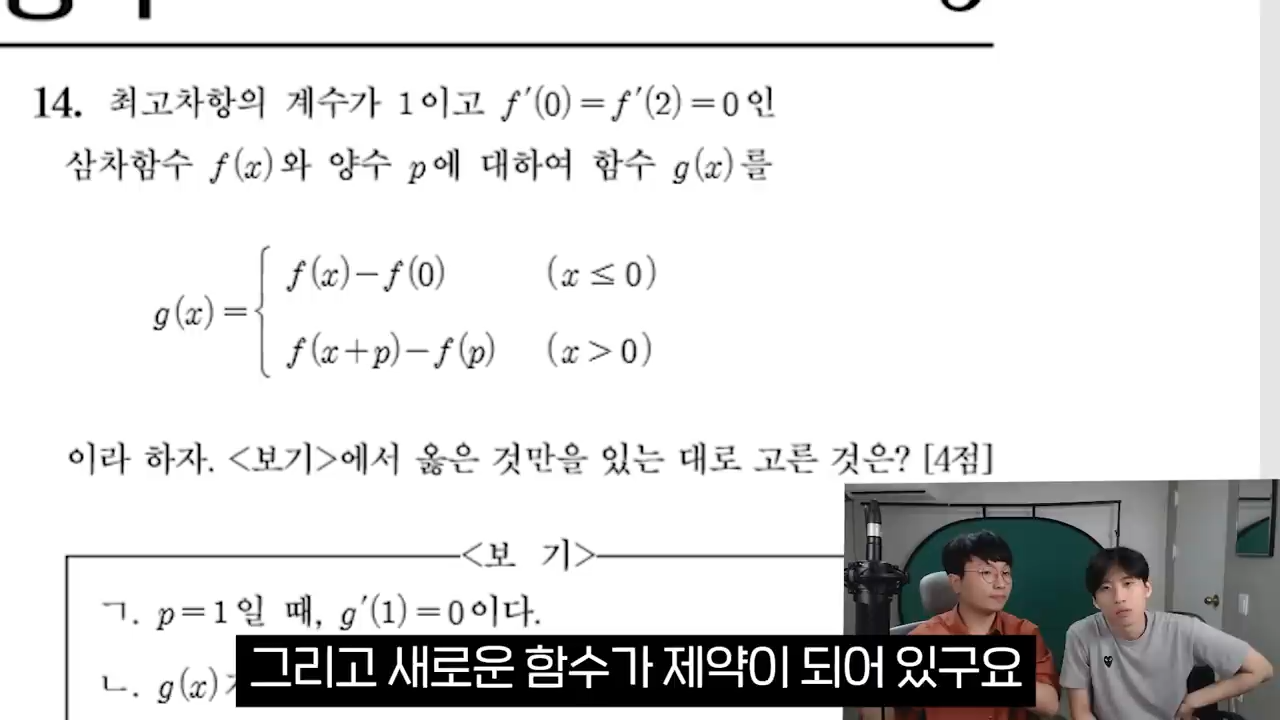 14. 최고차항의 계수가 1이고 f′(0)=f′(2)=0인
삼차함수 f(x)와 양수 p에 대하여 함수 g(x)를
g(x)={ f(x)−f(0) (x≤0)
f(x+p)−f(p) (x>0)
이라 하자. <보기>에서 옳은 것만을 있는 대로 고른 것은? [4점]
<보 기>
ㄱ. p=1일 때, g′(1)=0이다.
ㄴ. g(x)
그리고 새로운 함수가 제약이 되어 있구요